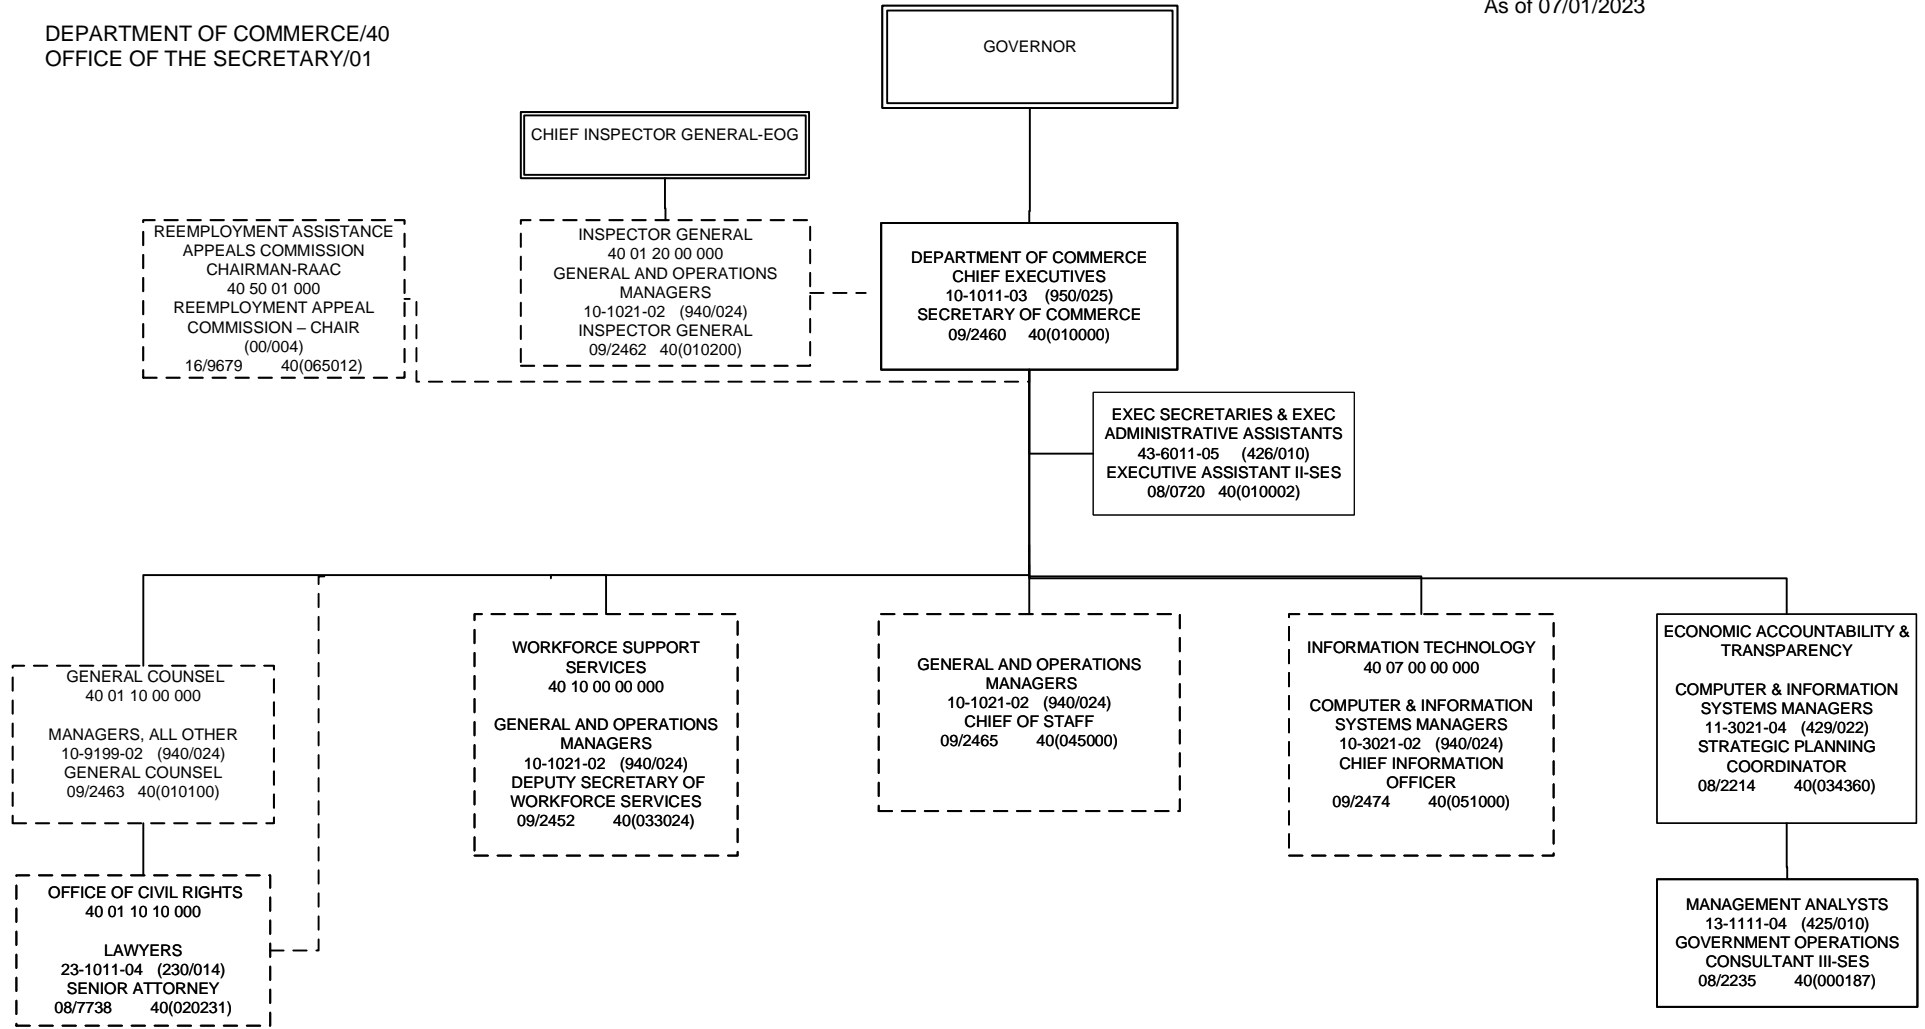 As of 07/01/2023
DEPARTMENT OF COMMERCE/40
OFFICE OF THE SECRETARY/01
GOVERNOR
CHIEF INSPECTOR GENERAL-EOG
REEMPLOYMENT ASSISTANCE
APPEALS COMMISSION
CHAIRMAN-RAAC
40 50 01 000
REEMPLOYMENT APPEAL
COMMISSION – CHAIR
(00/004)
16/9679 40(065012)
INSPECTOR GENERAL
40 01 20 00 000
GENERAL AND OPERATIONS
MANAGERS
10-1021-02 (940/024)
INSPECTOR GENERAL
09/2462 40(010200)
DEPARTMENT OF COMMERCE
CHIEF EXECUTIVES
10-1011-03 (950/025)
SECRETARY OF COMMERCE
09/2460 40(010000)
EXEC SECRETARIES & EXEC
ADMINISTRATIVE ASSISTANTS
43-6011-05 (426/010)
EXECUTIVE ASSISTANT II-SES
08/0720 40(010002)
GENERAL COUNSEL
40 01 10 00 000
MANAGERS, ALL OTHER
10-9199-02 (940/024)
GENERAL COUNSEL
09/2463 40(010100)
WORKFORCE SUPPORT
SERVICES
40 10 00 00 000
GENERAL AND OPERATIONS
MANAGERS
10-1021-02 (940/024)
DEPUTY SECRETARY OF
WORKFORCE SERVICES
09/2452 40(033024)
GENERAL AND OPERATIONS
MANAGERS
10-1021-02 (940/024)
CHIEF OF STAFF
09/2465 40(045000)
INFORMATION TECHNOLOGY
40 07 00 00 000
COMPUTER & INFORMATION
SYSTEMS MANAGERS
10-3021-02 (940/024)
CHIEF INFORMATION
OFFICER
09/2474 40(051000)
ECONOMIC ACCOUNTABILITY &
TRANSPARENCY
COMPUTER & INFORMATION
SYSTEMS MANAGERS
11-3021-04 (429/022)
STRATEGIC PLANNING
COORDINATOR
08/2214 40(034360)
OFFICE OF CIVIL RIGHTS
40 01 10 10 000
LAWYERS
23-1011-04 (230/014)
SENIOR ATTORNEY
08/7738 40(020231)
MANAGEMENT ANALYSTS
13-1111-04 (425/010)
GOVERNMENT OPERATIONS
CONSULTANT III-SES
08/2235 40(000187)